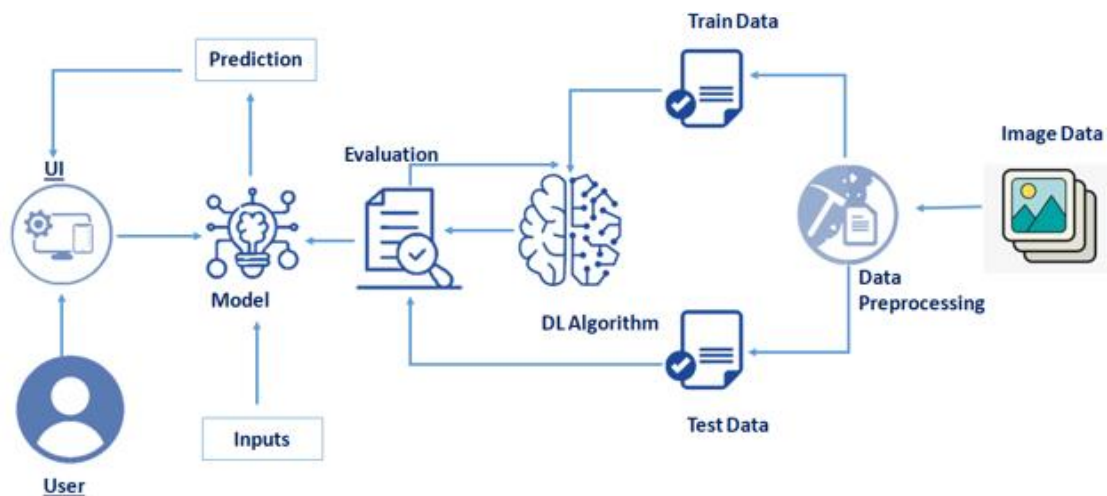 Train Data
Prediction
Image Data
Evaluation
UI
Data
Preprocessing
Model
DL Algorithm
Test Data
Inputs
User